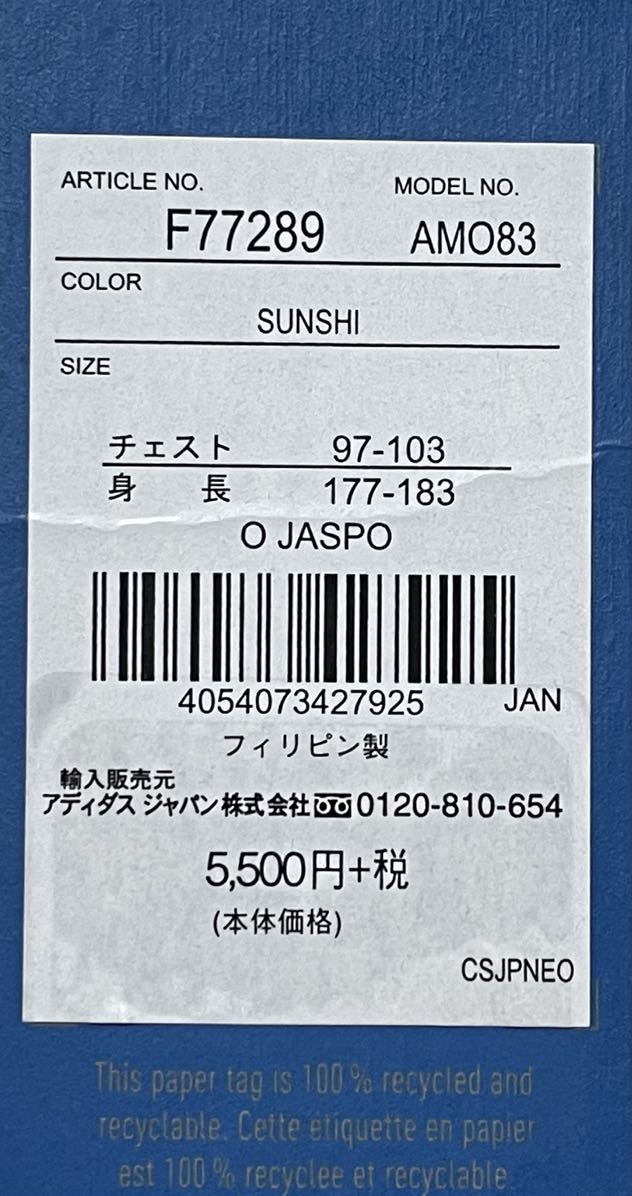 ARTICLE NO. MODEL NO.
F77289 AMO83
COLOR
SUNSHI
SIZE
チェスト 97-103
身 長 177-183
O JASPO
4054073427925 JAN
フィリピン製
輸入販売元
アディダス ジャパン株式会社 0120-810-654
5,500円+税
(本体価格)
CSJPNEO
This paper tag is 100 % recycled and
recyclable. Cette étiquette en papier
est 100 % recyclee et recyclable.